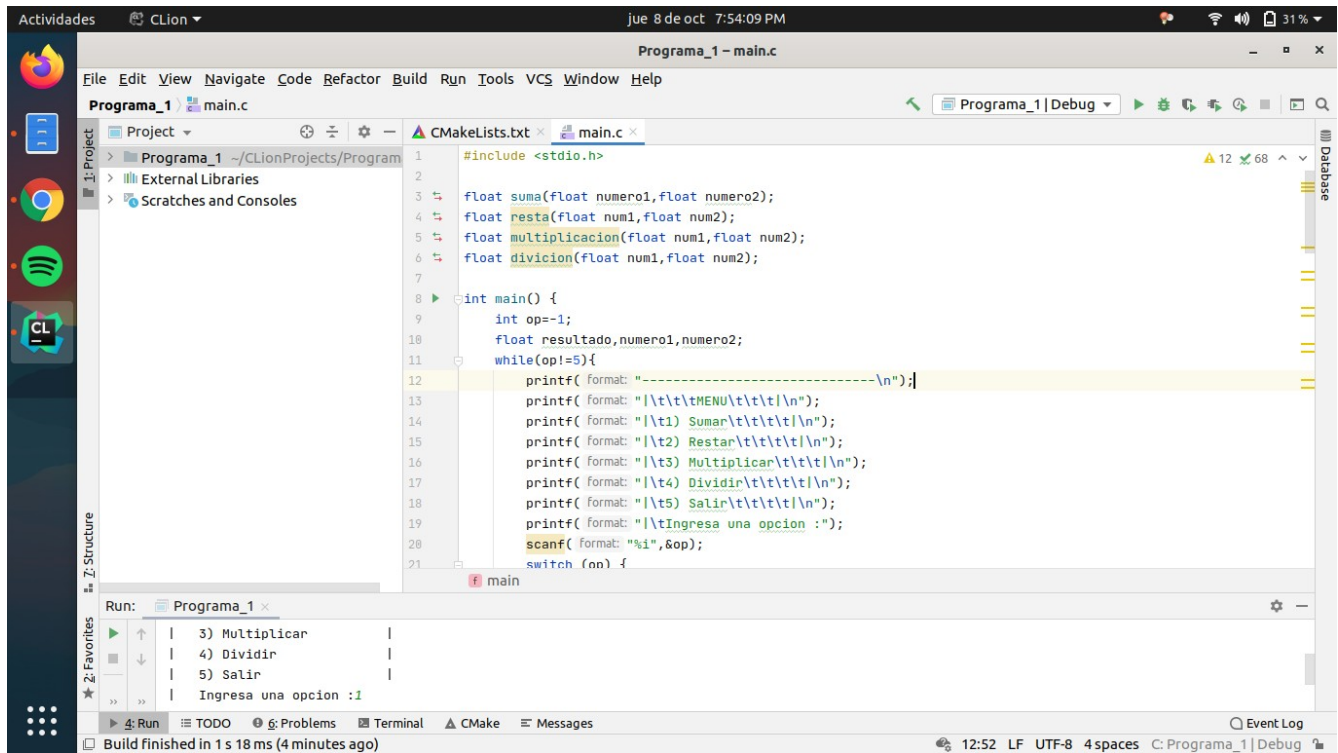 Actividades CLion jue 8 de oct 7:54:09 PM 31 %
Programa_1 – main.c
File Edit View Navigate Code Refactor Build Run Tools VCS Window Help
Programa_1 main.c Programa_1 | Debug
1: Project
Project
CMakeLists.txt main.c
Programa_1 ~/CLionProjects/Program
External Libraries
Scratches and Consoles
12 68
Database
1 #include <stdio.h>
2
3 float suma(float numero1,float numero2);
4 float resta(float num1,float num2);
5 float multiplicacion(float num1,float num2);
6 float divicion(float num1,float num2);
7
8 int main() {
9 int op=-1;
10 float resultado,numero1,numero2;
11 while(op!=5){
12 printf( format: "------------------------------\n");
13 printf( format: "|\t\t\tMENU\t\t\t|\n");
14 printf( format: "|\t1) Sumar\t\t\t\t|\n");
15 printf( format: "|\t2) Restar\t\t\t\t|\n");
16 printf( format: "|\t3) Multiplicar\t\t\t|\n");
17 printf( format: "|\t4) Dividir\t\t\t\t|\n");
18 printf( format: "|\t5) Salir\t\t\t\t|\n");
19 printf( format: "|\tIngresa una opcion :");
20 scanf( format: "%i",&op);
21 switch (op) {
f main
CL
7: Structure
2: Favorites
Run: Programa_1
| 3) Multiplicar |
| 4) Dividir |
| 5) Salir |
| Ingresa una opcion :1
4: Run TODO 6: Problems Terminal CMake Messages Event Log
Build finished in 1 s 18 ms (4 minutes ago) 12:52 LF UTF-8 4 spaces C: Programa_1 | Debug